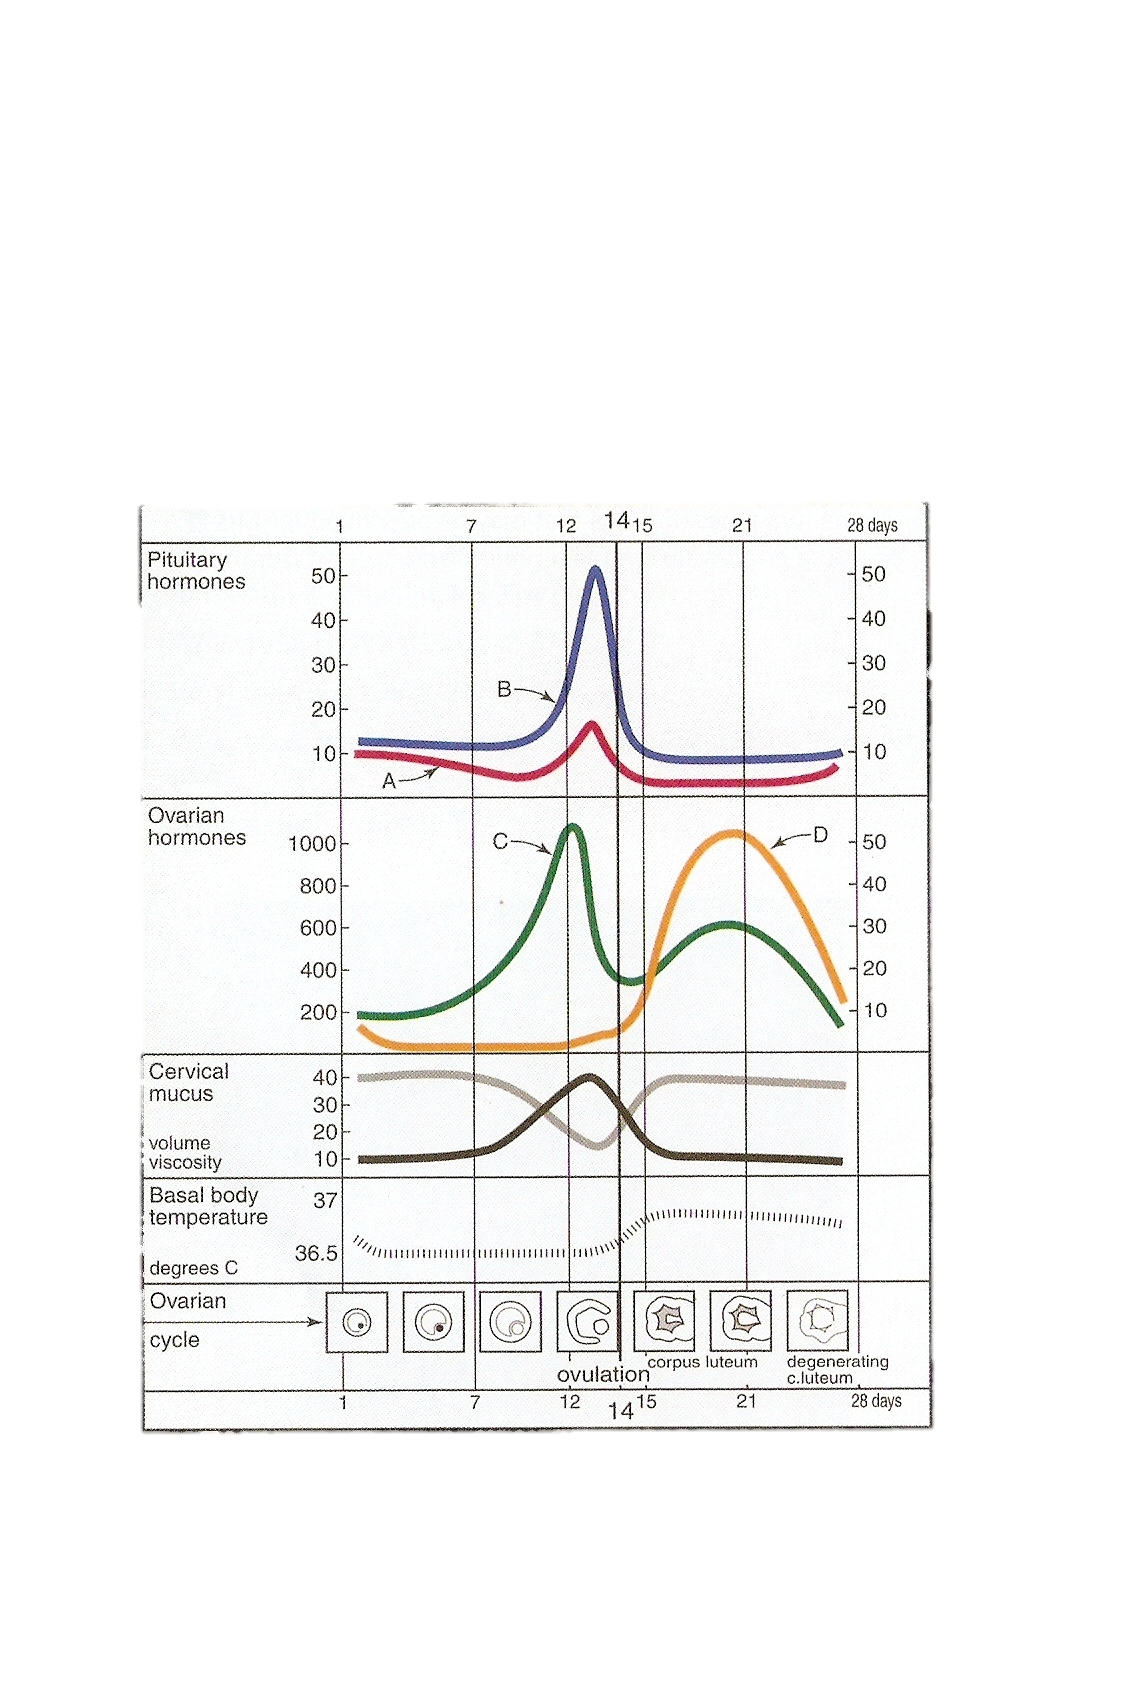 1 7 12 14 15 21 28 days
Pituitary
hormones
50 50
40 40
30 30
B
20 20
10 10
A
Ovarian
hormones
C D
1000 50
800 40
600 30
400 20
200 10
Cervical
mucus
40
30
20
volume
viscosity
10
Basal body
temperature
37
36.5
degrees C
Ovarian
cycle
corpus luteum
degenerating
c.luteum
ovulation
1 7 12 14 15 21 28 days